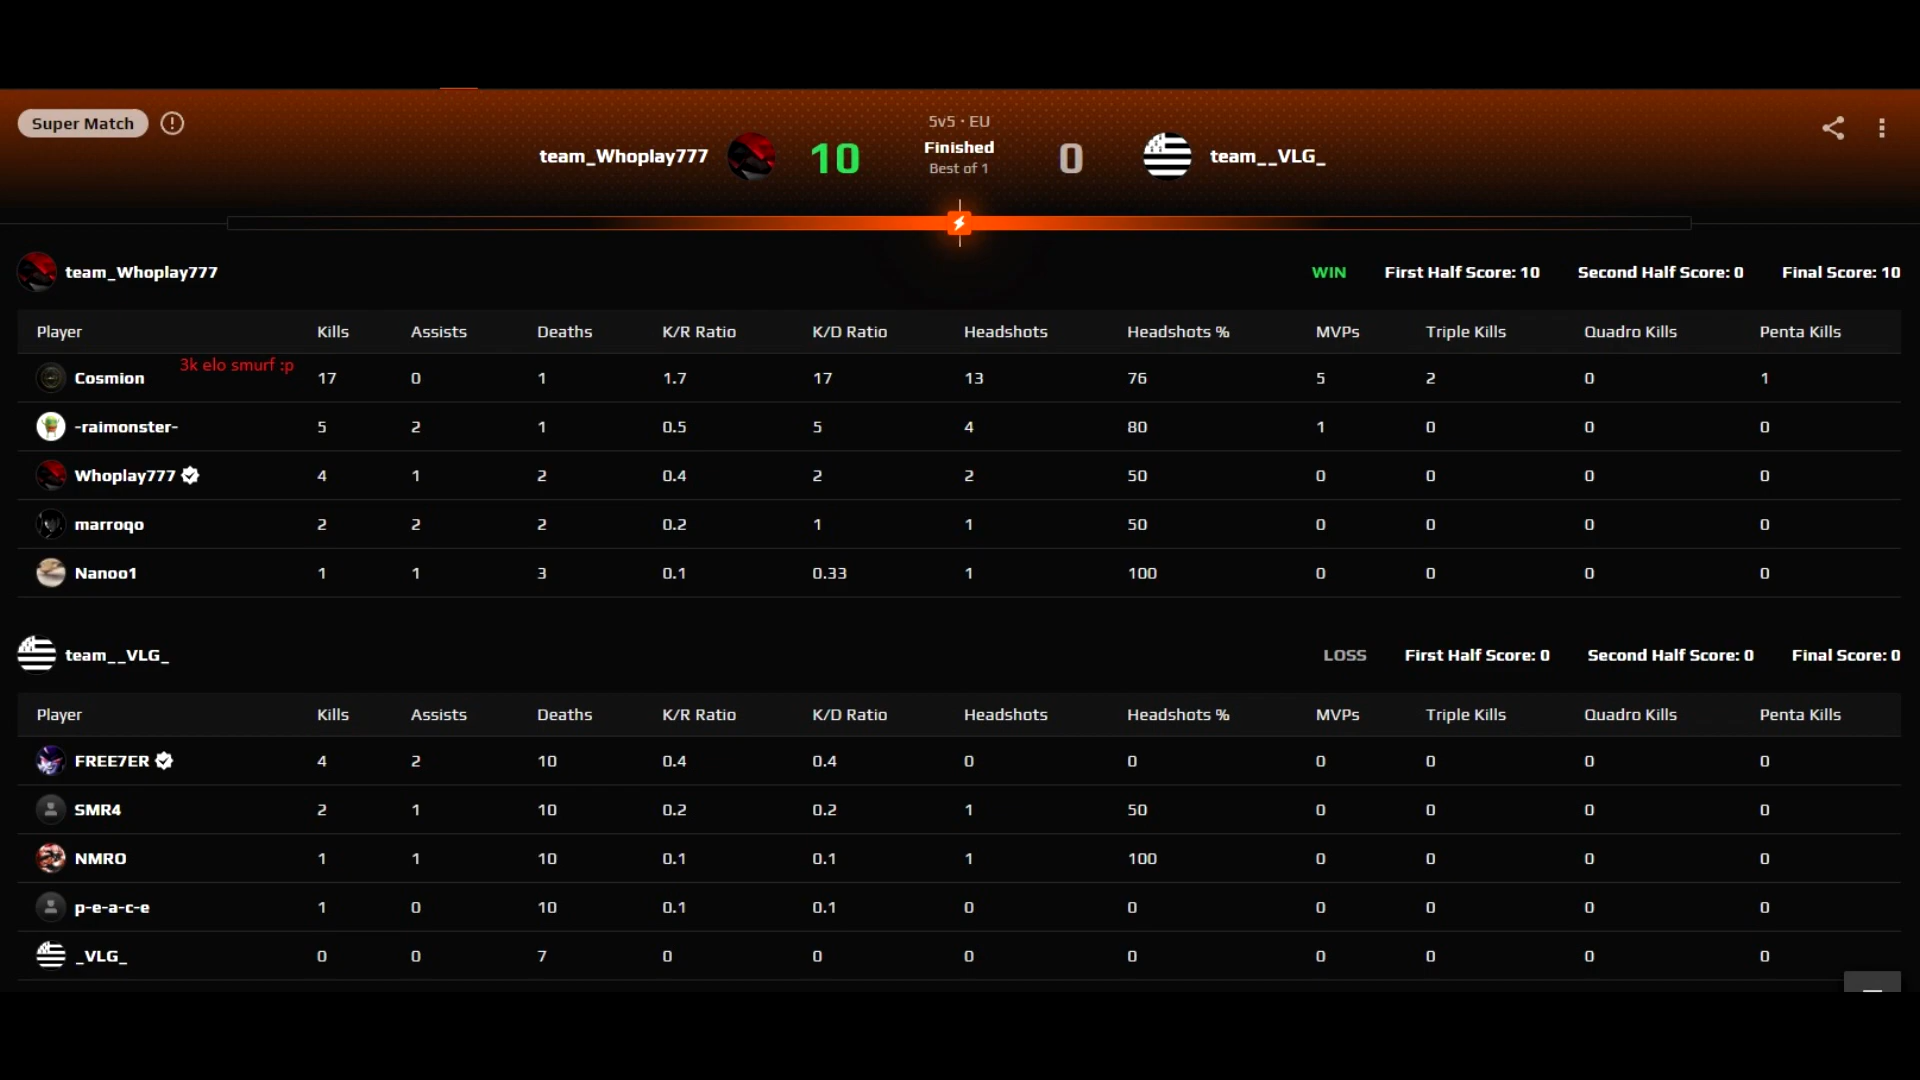 Super Match
5v5 · EU
team_Whoplay777 10 Finished 0 team__VLG_
Best of 1
team_Whoplay777 WIN First Half Score: 10 Second Half Score: 0 Final Score: 10
Player Kills Assists Deaths K/R Ratio K/D Ratio Headshots Headshots % MVPs Triple Kills Quadro Kills Penta Kills
3k elo smurf :p
Cosmion 17 0 1 1.7 17 13 76 5 2 0 1
-raimonster- 5 2 1 0.5 5 4 80 1 0 0 0
Whoplay777 4 1 2 0.4 2 2 50 0 0 0 0
marroqo 2 2 2 0.2 1 1 50 0 0 0 0
Nanoo1 1 1 3 0.1 0.33 1 100 0 0 0 0
team__VLG_ LOSS First Half Score: 0 Second Half Score: 0 Final Score: 0
Player Kills Assists Deaths K/R Ratio K/D Ratio Headshots Headshots % MVPs Triple Kills Quadro Kills Penta Kills
FREE7ER 4 2 10 0.4 0.4 0 0 0 0 0 0
SMR4 2 1 10 0.2 0.2 1 50 0 0 0 0
NMRO 1 1 10 0.1 0.1 1 100 0 0 0 0
p-e-a-c-e 1 0 10 0.1 0.1 0 0 0 0 0 0
_VLG_ 0 0 7 0 0 0 0 0 0 0 0